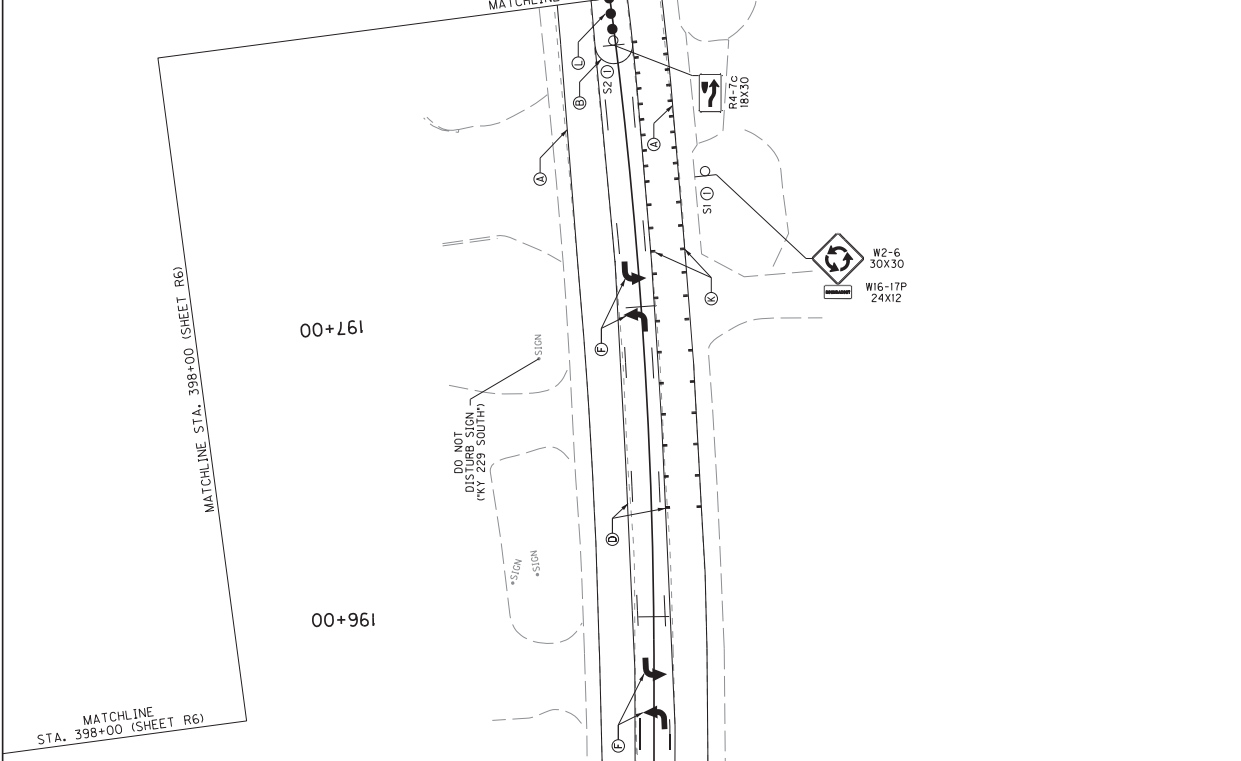 MATCHLINE
L
B
S2 1
R4-7c
18X30
A
A
S1 1
W2-6
30X30
W16-17P
24X12
K
MATCHLINE STA. 398+00 (SHEET R6)
197+00
F
SIGN
DO NOT
DISTURB SIGN
("KY 229 SOUTH")
D
SIGN
SIGN
196+00
MATCHLINE
STA. 398+00 (SHEET R6)
F